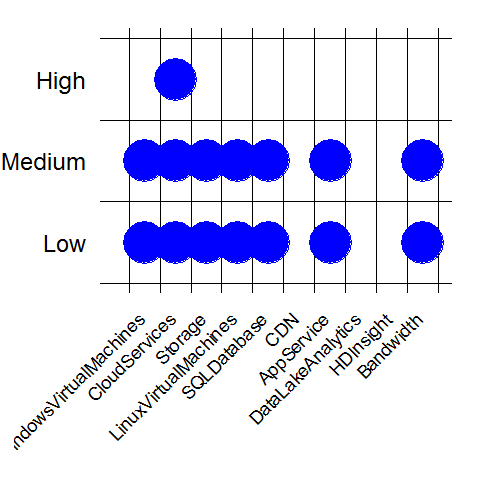 High
Medium
Low
ndowsVirtualMachines
CloudServices
Storage
LinuxVirtualMachines
SQLDatabase
CDN
AppService
DataLakeAnalytics
HDInsight
Bandwidth